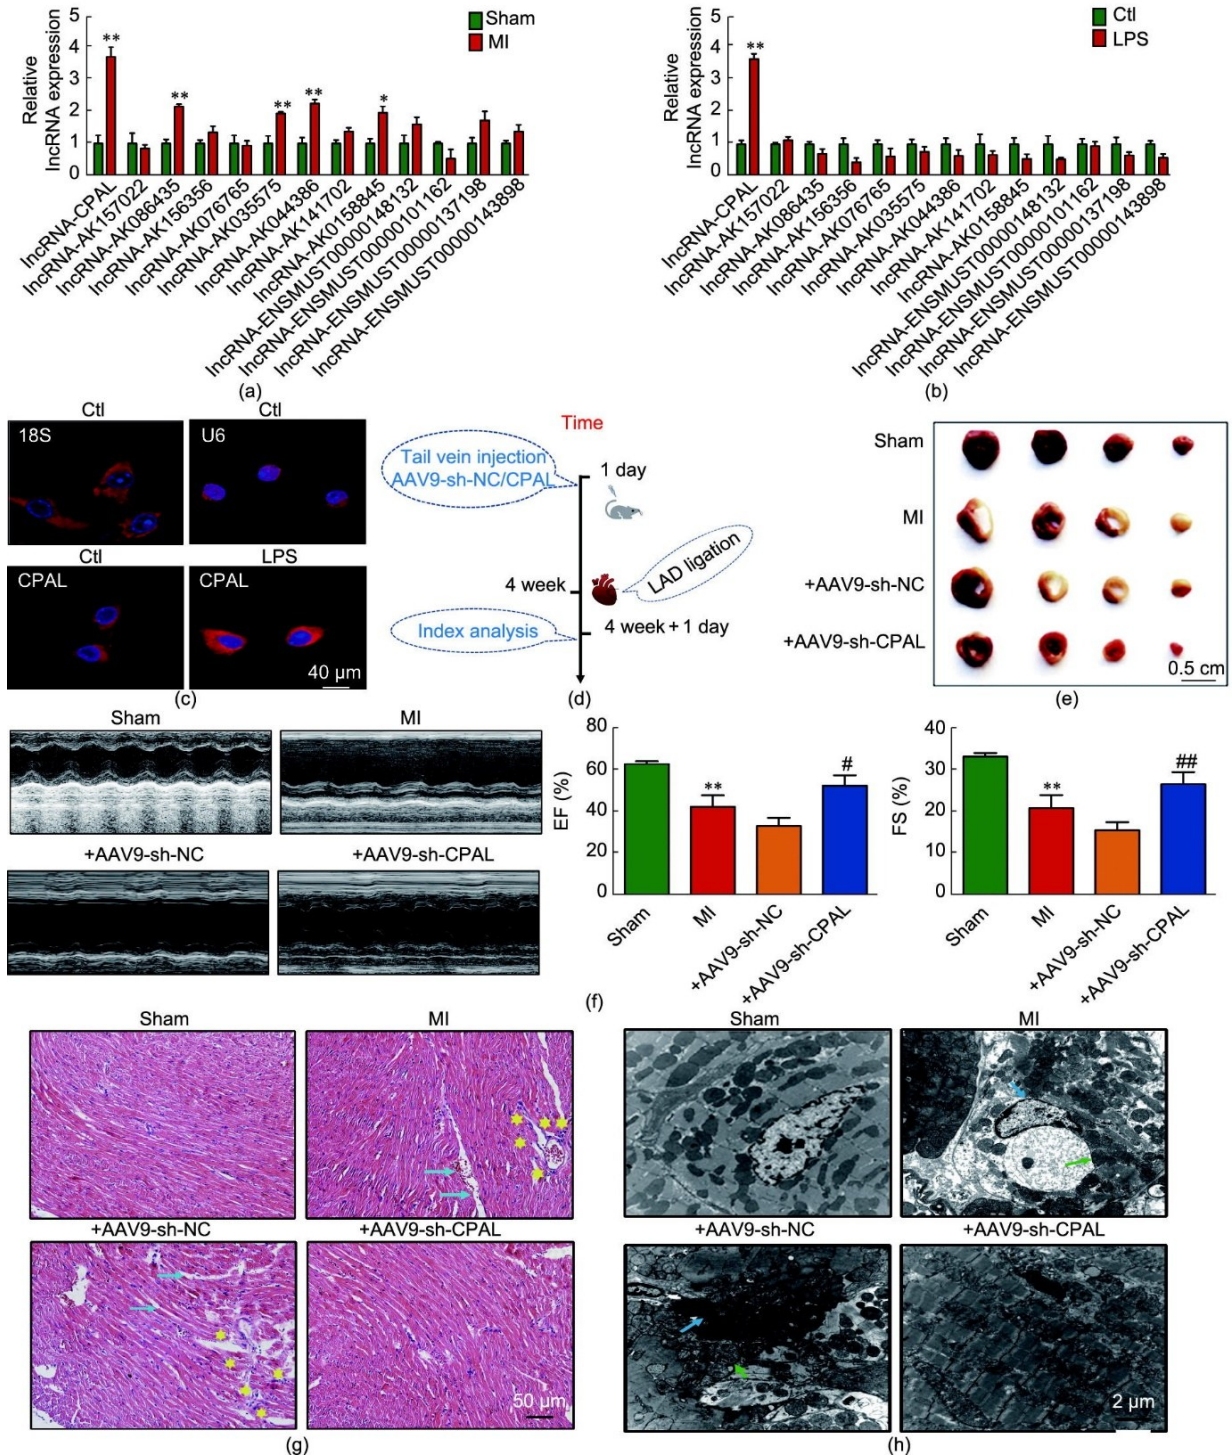 Relative
lncRNA expression
5
4
3
2
1
0
Sham
MI
**
**
**
**
*
lncRNA-CPAL
lncRNA-AK157022
lncRNA-AK086435
lncRNA-AK156356
lncRNA-AK076765
lncRNA-AK035575
lncRNA-AK044386
lncRNA-AK141702
lncRNA-AK0158845
lncRNA-ENSMUST00000148132
lncRNA-ENSMUST00000101162
lncRNA-ENSMUST00000137198
lncRNA-ENSMUST00000143898
(a)
Relative
lncRNA expression
5
4
3
2
1
0
Ctl
LPS
**
lncRNA-CPAL
lncRNA-AK157022
lncRNA-AK086435
lncRNA-AK156356
lncRNA-AK076765
lncRNA-AK035575
lncRNA-AK044386
lncRNA-AK141702
lncRNA-AK0158845
lncRNA-ENSMUST00000148132
lncRNA-ENSMUST00000101162
lncRNA-ENSMUST00000137198
lncRNA-ENSMUST00000143898
(b)
Ctl
Ctl
18S
U6
Ctl
LPS
CPAL
CPAL
40 μm
(c)
Time
Tail vein injection
AAV9-sh-NC/CPAL
1 day
LAD ligation
4 week
Index analysis
4 week + 1 day
(d)
Sham
MI
+AAV9-sh-NC
+AAV9-sh-CPAL
0.5 cm
(e)
Sham
MI
+AAV9-sh-NC
+AAV9-sh-CPAL
EF (%)
80
60
40
20
0
**
#
Sham
MI
+AAV9-sh-NC
+AAV9-sh-CPAL
FS (%)
40
30
20
10
0
**
##
Sham
MI
+AAV9-sh-NC
+AAV9-sh-CPAL
(f)
Sham
MI
+AAV9-sh-NC
+AAV9-sh-CPAL
50 μm
(g)
Sham
MI
+AAV9-sh-NC
+AAV9-sh-CPAL
2 μm
(h)